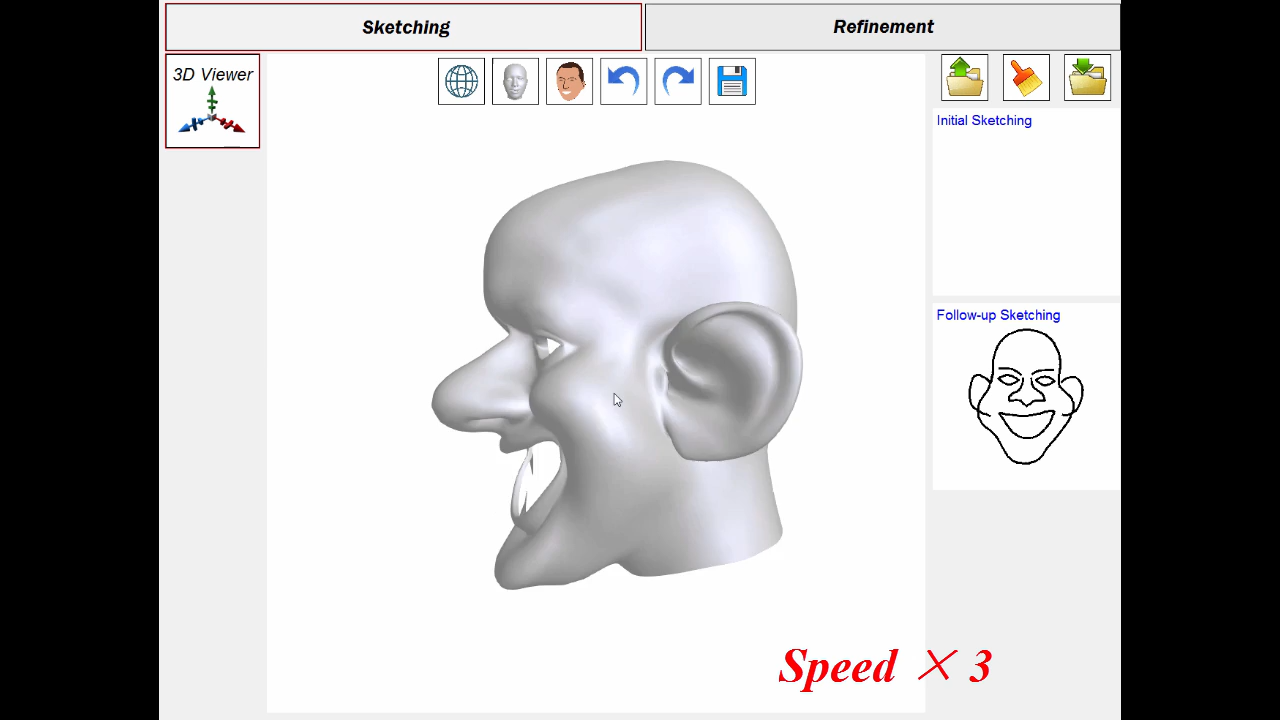 Sketching
Refinement
3D Viewer
Initial Sketching
Follow-up Sketching
Speed × 3